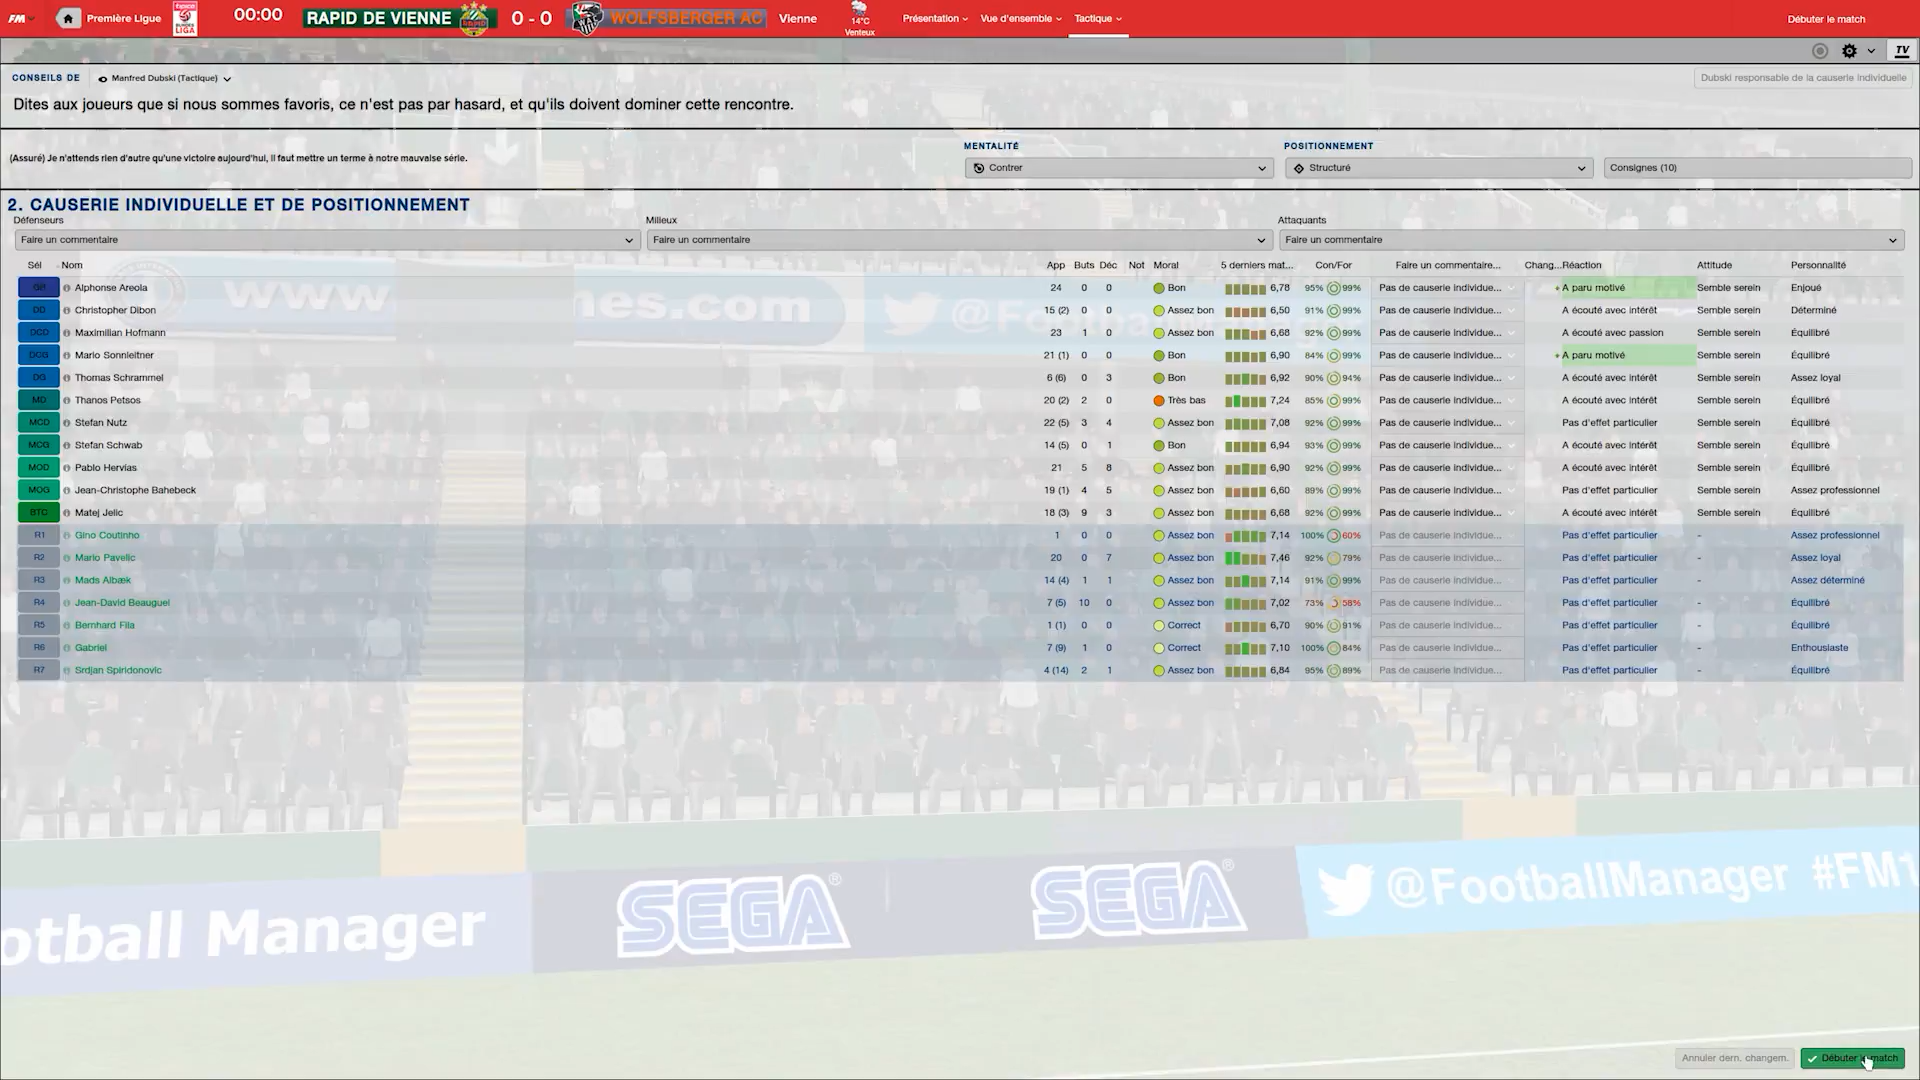 FM Première Ligue tipico BUNDES LIGA 00:00 RAPID DE VIENNE 0 - 0 WOLFSBERGER AC Vienne 14°C Venteux Présentation Vue d'ensemble Tactique Débuter le match
TV
CONSEILS DE Manfred Dubski (Tactique) Dubski responsable de la causerie individuelle
Dites aux joueurs que si nous sommes favoris, ce n'est pas par hasard, et qu'ils doivent dominer cette rencontre.
MENTALITÉ POSITIONNEMENT
(Assuré) Je n'attends rien d'autre qu'une victoire aujourd'hui, il faut mettre un terme à notre mauvaise série.
Contrer Structuré Consignes (10)
2. CAUSERIE INDIVIDUELLE ET DE POSITIONNEMENT
Défenseurs Milieux Attaquants
Faire un commentaire Faire un commentaire Faire un commentaire
Sél Nom App Buts Déc Not Moral 5 derniers mat... Con/For Faire un commentaire... Chang... Réaction Attitude Personnalité
GB Alphonse Areola 24 0 0 Bon 6,78 95% 99% Pas de causerie individue... A paru motivé Semble serein Enjoué
DD Christopher Dibon 15 (2) 0 0 Assez bon 6,50 91% 99% Pas de causerie individue... A écouté avec intérêt Semble serein Déterminé
DCD Maximilian Hofmann 23 1 0 Assez bon 6,68 92% 99% Pas de causerie individue... A écouté avec passion Semble serein Équilibré
DCG Mario Sonnleitner 21 (1) 0 0 Bon 6,90 84% 99% Pas de causerie individue... A paru motivé Semble serein Équilibré
DG Thomas Schrammel 6 (6) 0 3 Bon 6,92 90% 94% Pas de causerie individue... A écouté avec intérêt Semble serein Assez loyal
MD Thanos Petsos 20 (2) 2 0 Très bas 7,24 85% 99% Pas de causerie individue... A écouté avec intérêt Semble serein Équilibré
MCD Stefan Nutz 22 (5) 3 4 Assez bon 7,08 92% 99% Pas de causerie individue... Pas d'effet particulier Semble serein Équilibré
MCG Stefan Schwab 14 (5) 0 1 Bon 6,94 93% 99% Pas de causerie individue... A écouté avec intérêt Semble serein Équilibré
MOD Pablo Hervías 21 5 8 Assez bon 6,90 92% 99% Pas de causerie individue... A écouté avec intérêt Semble serein Équilibré
MOG Jean-Christophe Bahebeck 19 (1) 4 5 Assez bon 6,60 89% 99% Pas de causerie individue... Pas d'effet particulier Semble serein Assez professionnel
BTC Matej Jelic 18 (3) 9 3 Assez bon 6,68 92% 99% Pas de causerie individue... A écouté avec intérêt Semble serein Équilibré
R1 Gino Coutinho 1 0 0 Assez bon 7,14 100% 60% Pas de causerie individue... Pas d'effet particulier - Assez professionnel
R2 Mario Pavelic 20 0 7 Assez bon 7,46 92% 79% Pas de causerie individue... Pas d'effet particulier - Assez loyal
R3 Mads Albæk 14 (4) 1 1 Assez bon 7,14 91% 99% Pas de causerie individue... Pas d'effet particulier - Assez déterminé
R4 Jean-David Beauguel 7 (5) 10 0 Assez bon 7,02 73% 58% Pas de causerie individue... Pas d'effet particulier - Équilibré
R5 Bernhard Fila 1 (1) 0 0 Correct 6,70 90% 91% Pas de causerie individue... Pas d'effet particulier - Équilibré
R6 Gabriel 7 (9) 1 0 Correct 7,10 100% 84% Pas de causerie individue... Pas d'effet particulier - Enthousiaste
R7 Srdjan Spiridonovic 4 (14) 2 1 Assez bon 6,84 95% 89% Pas de causerie individue... Pas d'effet particulier - Équilibré
otball Manager SEGA® SEGA® @FootballManager #FM1
Annuler dern. changem. Débuter le match